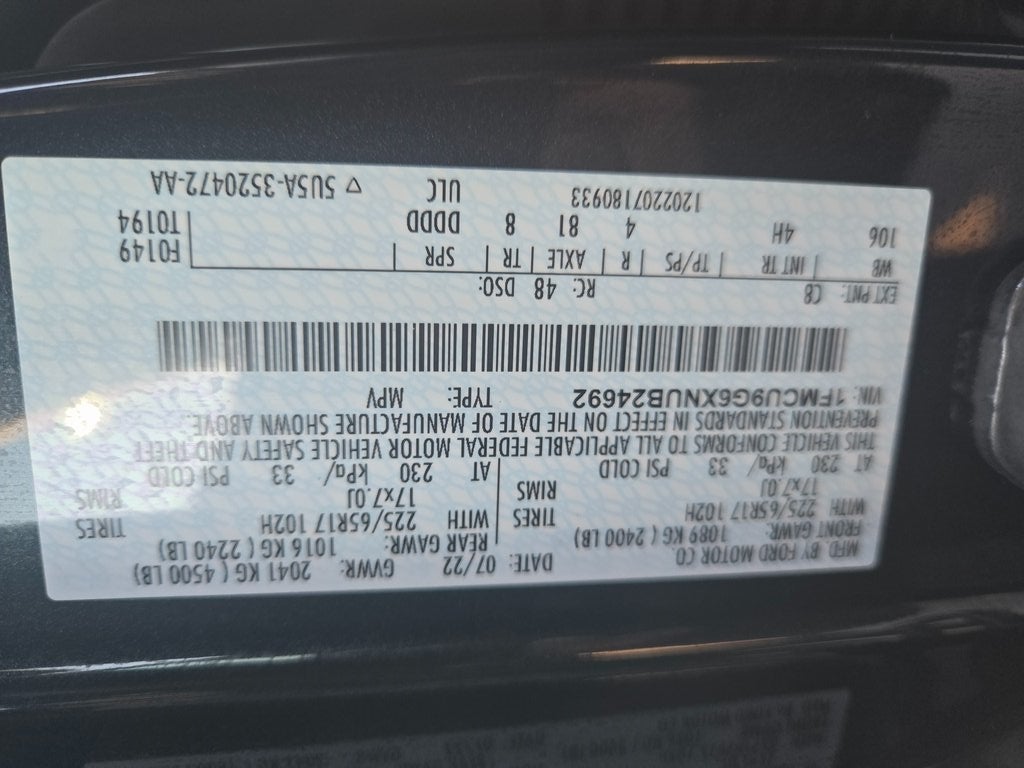 MFD. BY FORD MOTOR CO DATE: 07/22 GVWR: 2041 KG ( 4500 LB)
FRONT GAWR: 1089 KG ( 2400 LB) REAR GAWR: 1016 KG ( 2240 LB)
WITH 225/65R17 102H TIRES WITH 225/65R17 102H TIRES
17x7.0J RIMS 17x7.0J RIMS
AT 230 kPa/ 33 PSI COLD AT 230 kPa/ 33 PSI COLD
THIS VEHICLE CONFORMS TO ALL APPLICABLE FEDERAL MOTOR VEHICLE SAFETY AND THEFT
PREVENTION STANDARDS IN EFFECT ON THE DATE OF MANUFACTURE SHOWN ABOVE.
VIN: 1FMCU9G6XNUB24692 TYPE: MPV
EXT PNT: C8 RC: 48 DSO:
WB | INT TR | TP/PS | R | AXLE | TR | SPR | F0149
106 4H 4 81 8 DDDD T0194
1202207180933 ULC ▽ 5U5A-3520472-AA